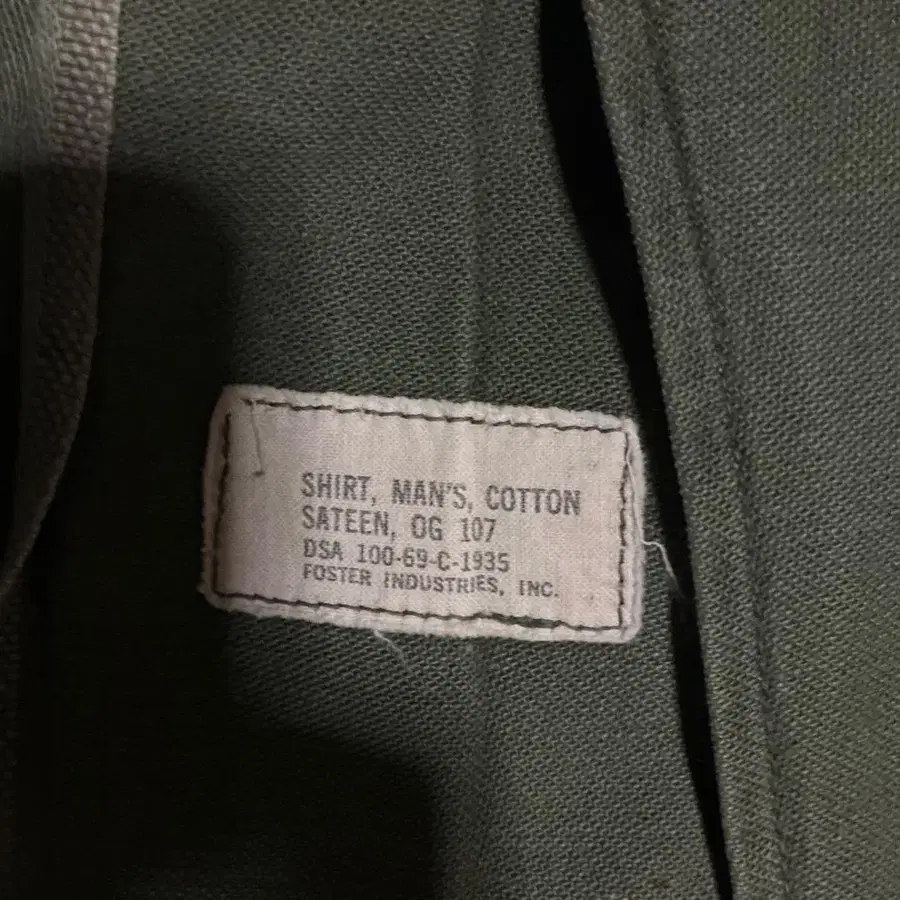 SHIRT, MAN'S, COTTON
SATEEN, OG 107
DSA 100-69-C-1935
FOSTER INDUSTRIES, INC.